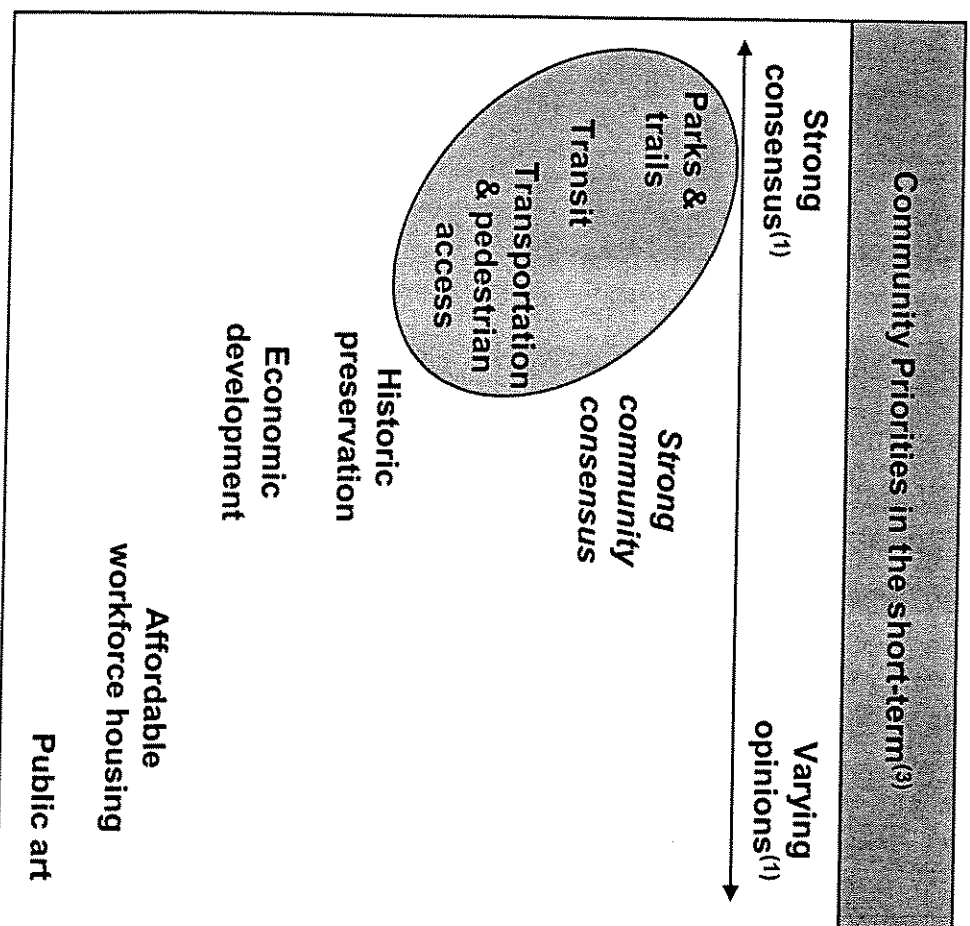 Community Priorities in the short-term(3)
Strong
consensus(1)
Varying
opinions(1)
Parks &
trails
Transit
Transportation
& pedestrian
access
Strong
community
consensus
Historic
preservation
Economic
development
Affordable
workforce housing
Public art